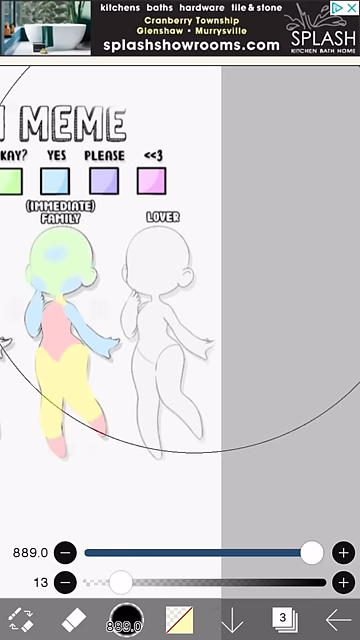 kitchens baths hardware tile & stone
Cranberry Township
Glenshaw • Murrysville
splashshowrooms.com
SPLASH
KITCHEN BATH HOME
MEME
KAY? YES PLEASE <<3
(IMMEDIATE)
FAMILY
LOVER
889.0
13
889.0
3